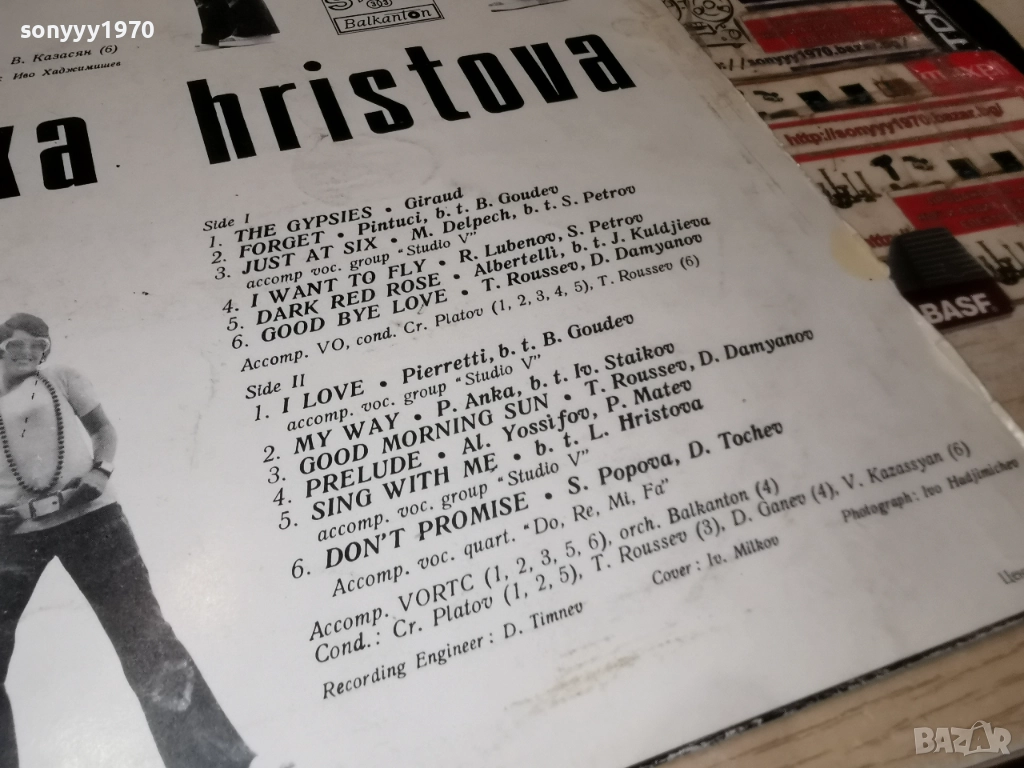 sonyyy1970
В. Казасян (6)
Иво Хаджимишев
Balkanton
hristova
Side I
1. THE GYPSIES • Giraud
2. FORGET • Pintuci, b. t. B. Goudev
3. JUST AT SIX • M. Delpech, b. t. S. Petrov
accomp voc. group "Studio V"
4. I WANT TO FLY • R. Lubenov, S. Petrov
5. DARK RED ROSE • Albertelli, b. t. J. Kuldjieva
6. GOOD BYE LOVE • T. Roussev, D. Damyanov
Accomp. VO, cond. Cr. Platov (1, 2, 3, 4, 5), T. Roussev (6)
Side II
1. I LOVE • Pierretti, b. t. B. Goudev
accomp. voc. group "Studio V"
2. MY WAY • P. Anka, b. t. Iv. Staikov
3. GOOD MORNING SUN • T. Roussev, D. Damyanov
4. PRELUDE • Al. Yossifov, P. Matev
5. SING WITH ME • b. t. L. Hristova
accomp. voc. group "Studio V"
6. DON'T PROMISE • S. Popova, D. Tochev
Accomp. voc. quart. "Do, Re, Mi, Fa"
Accomp. VORTC (1, 2, 3, 5, 6), orch. Balkanton (4)
Cond.: Cr. Platov (1, 2, 5), T. Roussev (3), D. Ganev (4), V. Kazassyan (6)
Recording Engineer : D. Timnev
Cover : Iv. Milkov
Photograph : Ivo Hadjimichev
TDK
sonyyy1970.bazar.bg/
http://sonyyy1970.bazar.bg/
BASF
BAZAR